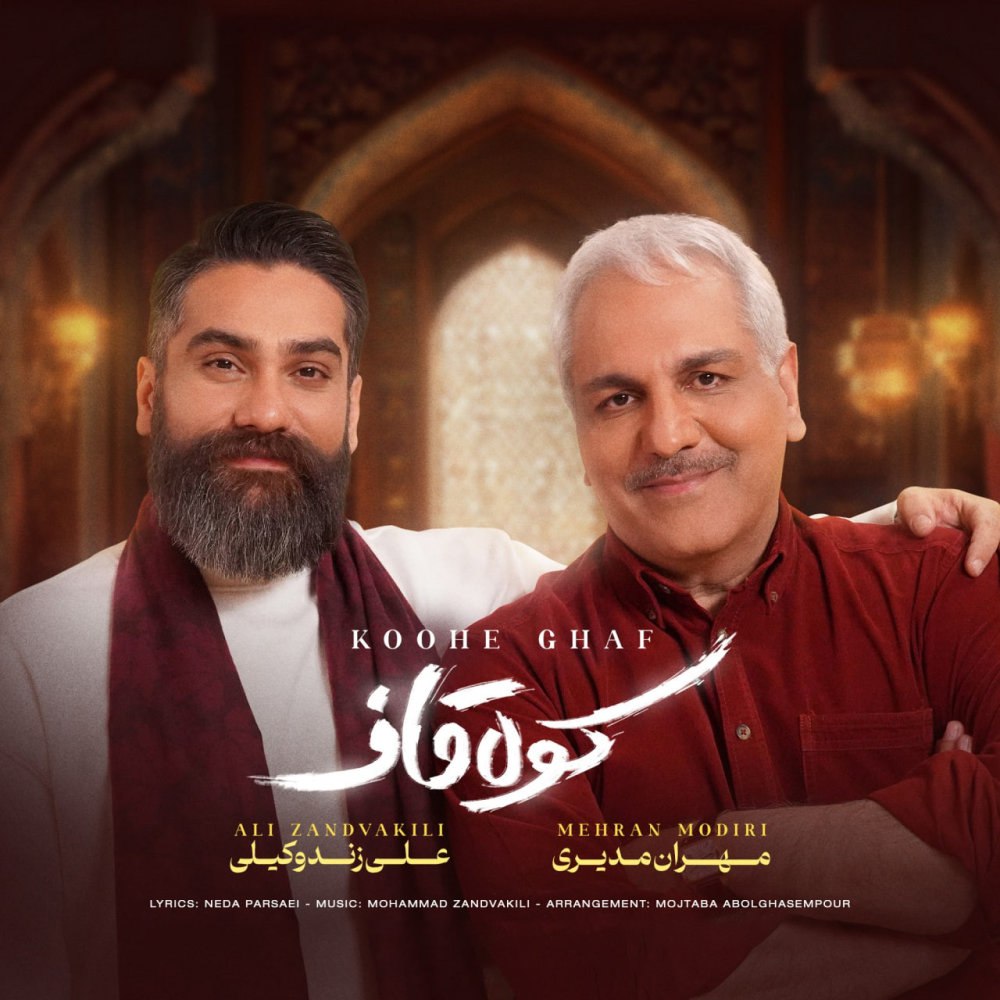 KOOHE GHAF
کوه قاف
ALI ZANDVAKILI
علی زندوکیلی
MEHRAN MODIRI
مهران مدیری
LYRICS: NEDA PARSAEI - MUSIC: MOHAMMAD ZANDVAKILI - ARRANGEMENT: MOJTABA ABOLGHASEMPOUR